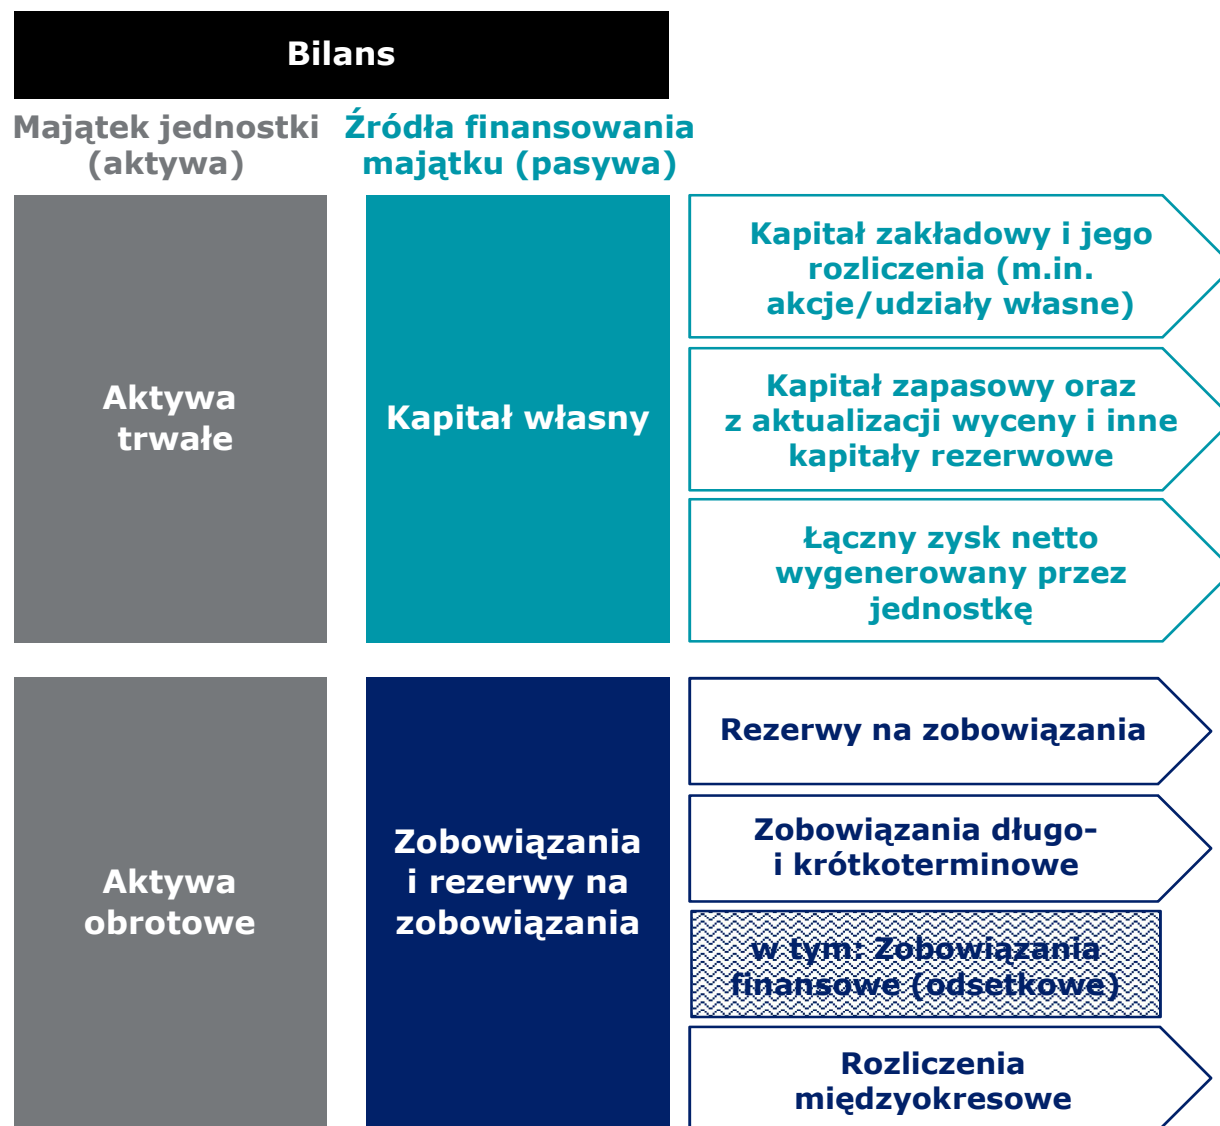 Bilans
Majątek jednostki
(aktywa)
Źródła finansowania
majątku (pasywa)
Aktywa
trwałe
Kapitał własny
Kapitał zakładowy i jego
rozliczenia (m.in.
akcje/udziały własne)
Kapitał zapasowy oraz
z aktualizacji wyceny i inne
kapitały rezerwowe
Łączny zysk netto
wygenerowany przez
jednostkę
Aktywa
obrotowe
Zobowiązania
i rezerwy na
zobowiązania
Rezerwy na zobowiązania
Zobowiązania długo-
i krótkoterminowe
w tym: Zobowiązania
finansowe (odsetkowe)
Rozliczenia
międzyokresowe